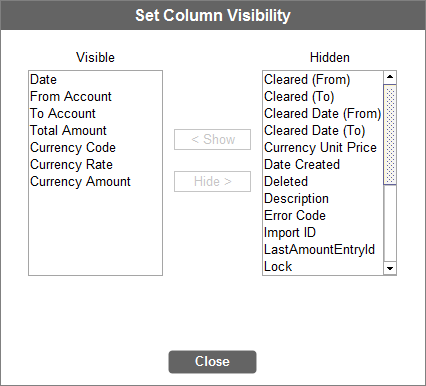 Set Column Visibility
Visible
Hidden
Date
From Account
To Account
Total Amount
Currency Code
Currency Rate
Currency Amount
< Show
Hide >
Cleared (From)
Cleared (To)
Cleared Date (From)
Cleared Date (To)
Currency Unit Price
Date Created
Deleted
Description
Error Code
Import ID
LastAmountEntryId
Lock
Close